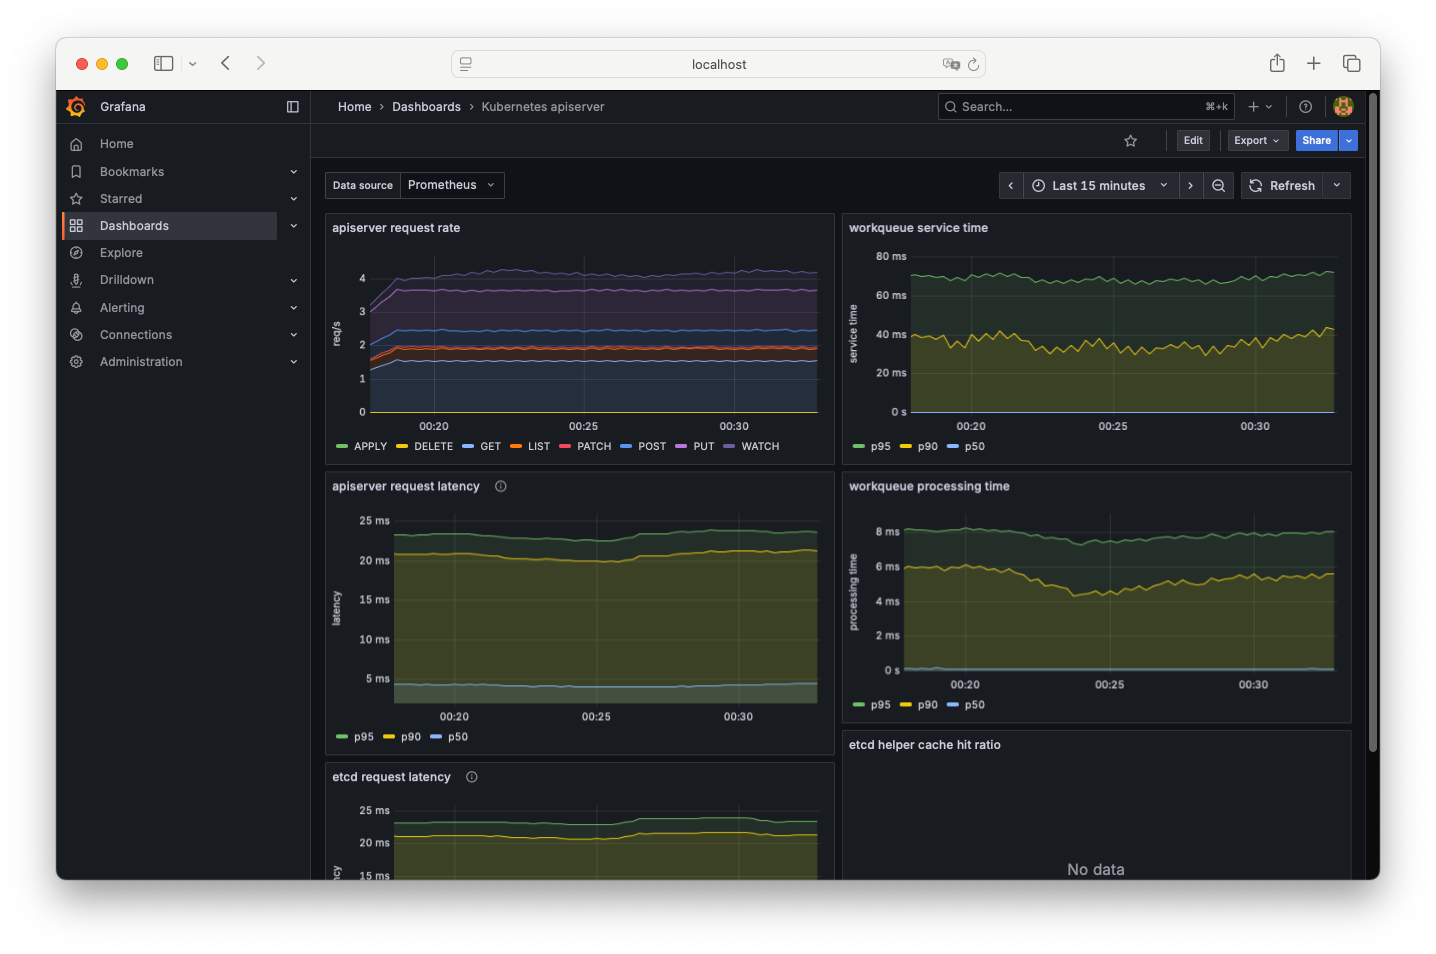 localhost
Grafana
Home › Dashboards › Kubernetes apiserver
Search...
⌘+k
Home
Bookmarks
Starred
Dashboards
Explore
Drilldown
Alerting
Connections
Administration
Edit
Export
Share
Data source
Prometheus
Last 15 minutes
Refresh
apiserver request rate
req/s
4
3
2
1
0
00:20 00:25 00:30
APPLY DELETE GET LIST PATCH POST PUT WATCH
workqueue service time
service time
80 ms
60 ms
40 ms
20 ms
0 s
00:20 00:25 00:30
p95 p90 p50
apiserver request latency
latency
25 ms
20 ms
15 ms
10 ms
5 ms
00:20 00:25 00:30
p95 p90 p50
workqueue processing time
processing time
8 ms
6 ms
4 ms
2 ms
0 s
00:20 00:25 00:30
p95 p90 p50
etcd request latency
25 ms
20 ms
15 ms
etcd helper cache hit ratio
No data